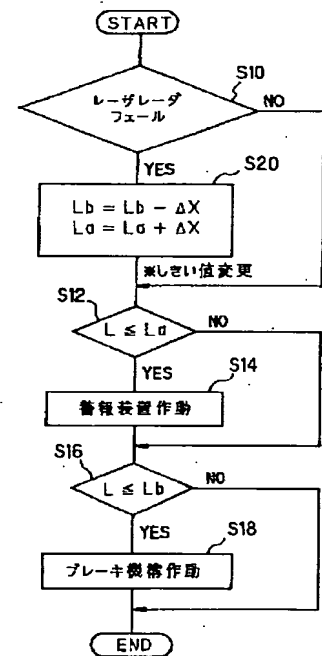 START
S10
レーザレーダ
フェール
NO
YES
S20
Lb = Lb - ΔX
La = La + ΔX
※しきい値変更
S12
L ≤ La
NO
YES
S14
警報装置作動
S16
L ≤ Lb
NO
YES
S18
ブレーキ機構作動
END